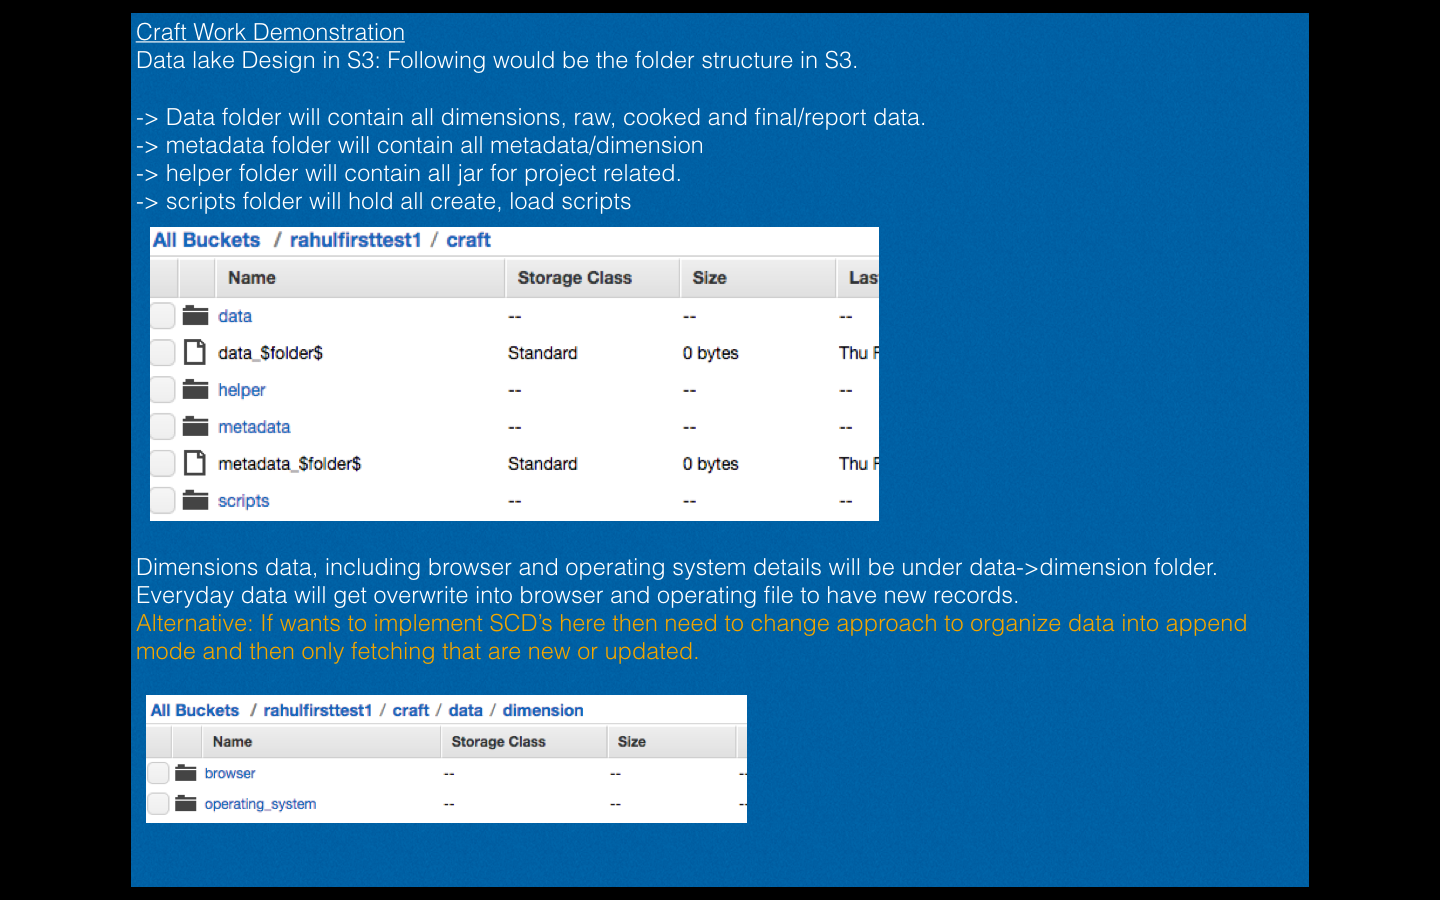 Craft Work Demonstration
Data lake Design in S3: Following would be the folder structure in S3.
-> Data folder will contain all dimensions, raw, cooked and final/report data.
-> metadata folder will contain all metadata/dimension
-> helper folder will contain all jar for project related.
-> scripts folder will hold all create, load scripts
All Buckets / rahulfirsttest1 / craft
Name Storage Class Size Las
data -- -- --
data_$folder$ Standard 0 bytes Thu F
helper -- -- --
metadata -- -- --
metadata_$folder$ Standard 0 bytes Thu F
scripts -- -- --
Dimensions data, including browser and operating system details will be under data->dimension folder.
Everyday data will get overwrite into browser and operating file to have new records.
Alternative: If wants to implement SCD's here then need to change approach to organize data into append
mode and then only fetching that are new or updated.
All Buckets / rahulfirsttest1 / craft / data / dimension
Name Storage Class Size
browser -- -- --
operating_system -- -- --